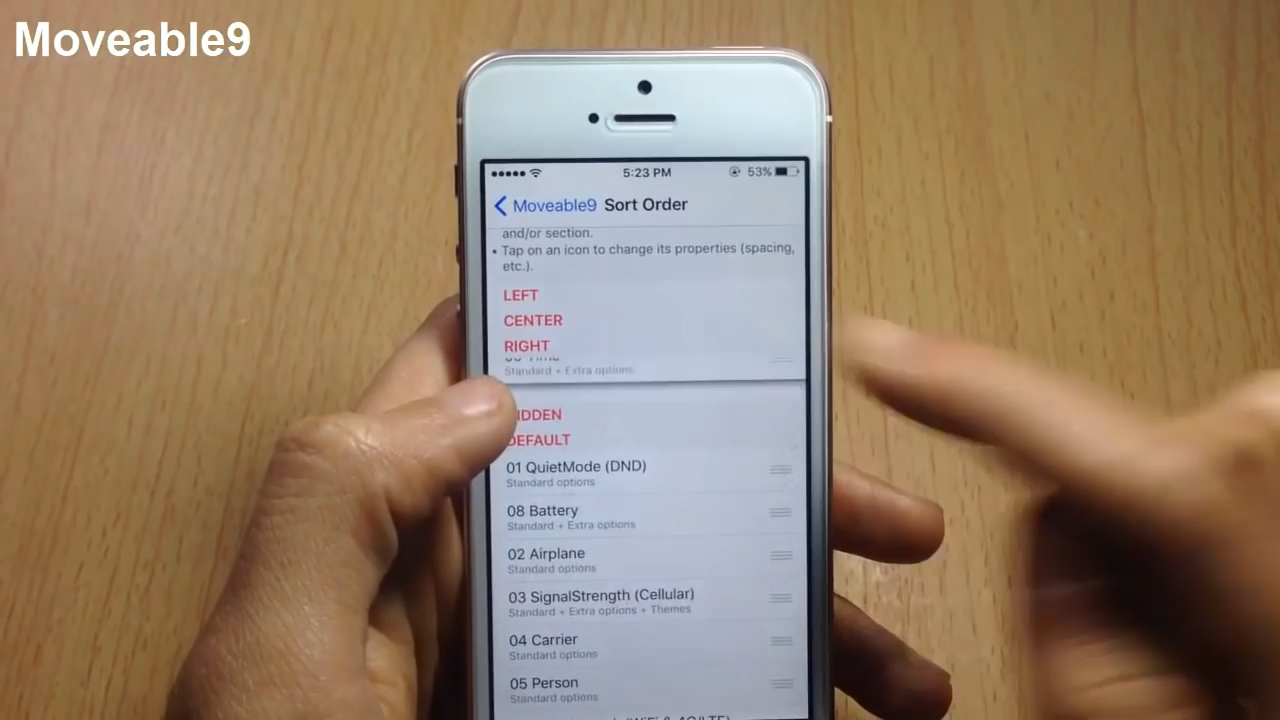 Moveable9
5:23 PM
53%
Moveable9 Sort Order
and/or section.
• Tap on an icon to change its properties (spacing,
etc.).
LEFT
CENTER
RIGHT
Standard + Extra options
IDDEN
DEFAULT
01 QuietMode (DND)
Standard options
08 Battery
Standard + Extra options
02 Airplane
Standard options
03 SignalStrength (Cellular)
Standard + Extra options + Themes
04 Carrier
Standard options
05 Person
Standard options